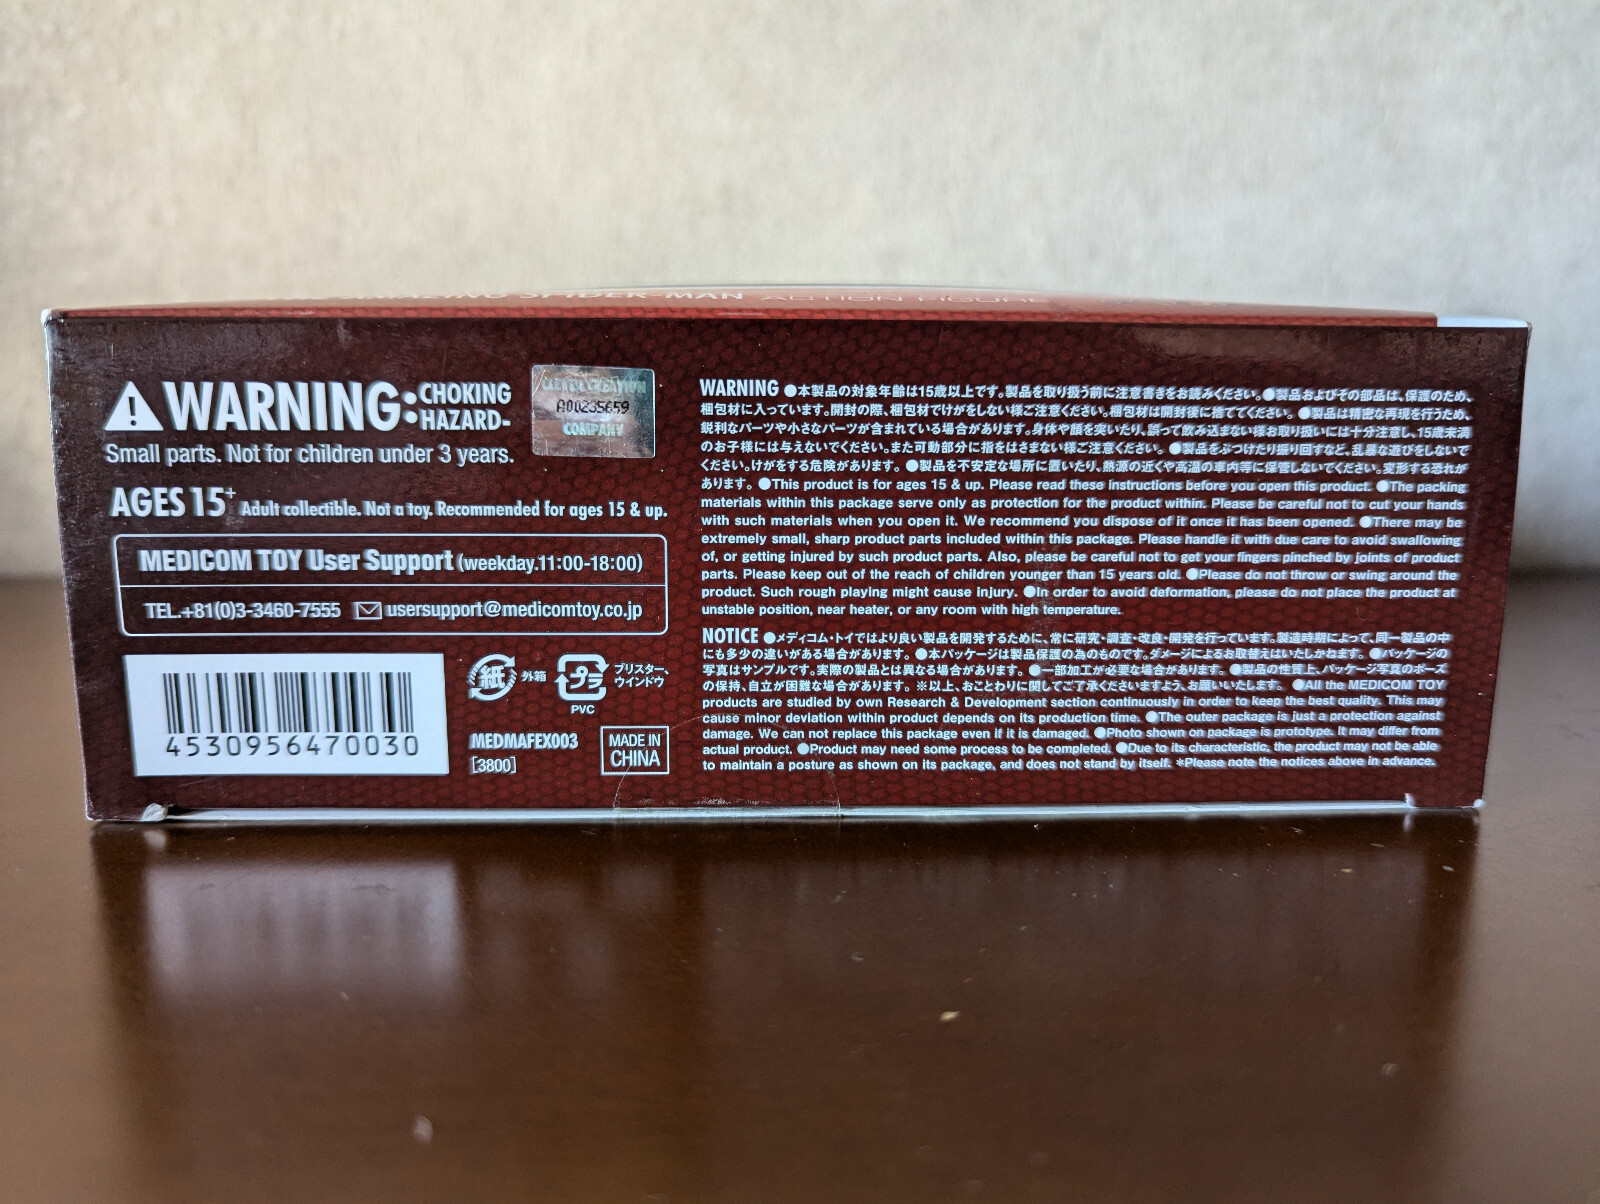 AMAZING SPIDER-MAN ACTION FIGURE
WARNING: CHOKING HAZARD-
Small parts. Not for children under 3 years.
AGES 15+ Adult collectible. Not a toy. Recommended for ages 15 & up.
MEDICOM TOY User Support (weekday.11:00-18:00)
TEL.+81(0)3-3460-7555 usersupport@medicomtoy.co.jp
4530956470030
A00235659
COMPANY
紙 外箱
プラ ブリスター、
ウインドウ
PVC
MEDMAFEX003
[3800]
MADE IN
CHINA
WARNING ●本製品の対象年齢は15歳以上です。製品を取り扱う前に注意書きをお読みください。●製品およびその部品は、保護のため、
梱包材に入っています。開封の際、梱包材でけがをしない様ご注意ください。梱包材は開封後に捨ててください。 ●製品は精密な再現を行うため、
鋭利なパーツや小さなパーツが含まれている場合があります。身体や顔を突いたり、誤って飲み込まない様お取り扱いには十分注意し、15歳未満
のお子様には与えないでください。また可動部分に指をはさまない様ご注意ください。 ●製品をぶつけたり振り回すなど、乱暴な遊びをしないで
ください。けがをする危険があります。 ●製品を不安定な場所に置いたり、熱源の近くや高温の車内等に保管しないでください。変形する恐れが
あります。 ●This product is for ages 15 & up. Please read these instructions before you open this product. ●The packing
materials within this package serve only as protection for the product within. Please be careful not to cut your hands
with such materials when you open it. We recommend you dispose of it once it has been opened. ●There may be
extremely small, sharp product parts included within this package. Please handle it with due care to avoid swallowing
of, or getting injured by such product parts. Also, please be careful not to get your fingers pinched by joints of product
parts. Please keep out of the reach of children younger than 15 years old. ●Please do not throw or swing around the
product. Such rough playing might cause injury. ●In order to avoid deformation, please do not place the product at
unstable position, near heater, or any room with high temperature.
NOTICE ●メディコム・トイではより良い製品を開発するために、常に研究・調査・改良・開発を行っています。製造時期によって、同一製品の中
にも多少の違いがある場合があります。 ●本パッケージは製品保護の為のものです。ダメージによるお取替えはいたしかねます。 ●パッケージの
写真はサンプルです。実際の製品とは異なる場合があります。 ●一部加工が必要な場合があります。 ●製品の性質上、パッケージ写真のポーズ
の保持、自立が困難な場合があります。 ※以上、おことわりに関してご了承くださいますよう、お願いいたします。 ●All the MEDICOM TOY
products are studied by own Research & Development section continuously in order to keep the best quality. This may
cause minor deviation within product depends on its production time. ●The outer package is just a protection against
damage. We can not replace this package even if it is damaged. ●Photo shown on package is prototype. It may differ from
actual product. ●Product may need some process to be completed. ●Due to its characteristic, the product may not be able
to maintain a posture as shown on its package, and does not stand by itself. *Please note the notices above in advance.